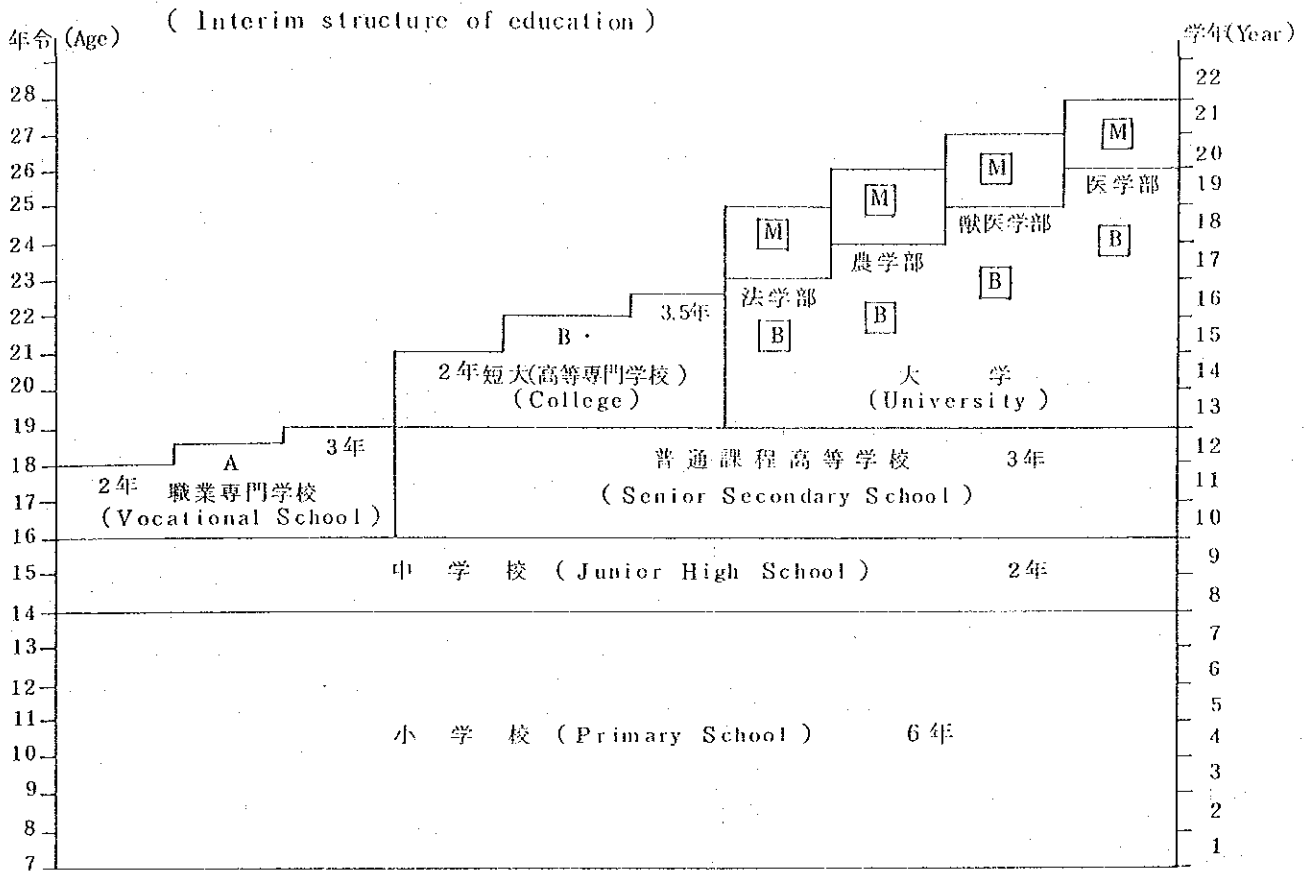 ( Interim structure of education )
年令 (Age)
学年 (Year)
28
27
26
25
24
23
22
21
20
19
18
17
16
15
14
13
12
11
10
9
8
7
22
21
20
19
18
17
16
15
14
13
12
11
10
9
8
7
6
5
4
3
2
1
M
医学部
B
M
獣医学部
B
M
農学部
B
M
法学部
B
大 学
(University)
3.5年
B
2年 短大(高等専門学校)
(College)
3年
A
2年
職業専門学校
(Vocational School)
普通課程高等学校 3年
(Senior Secondary School)
中 学 校 (Junior High School) 2年
小 学 校 (Primary School) 6年